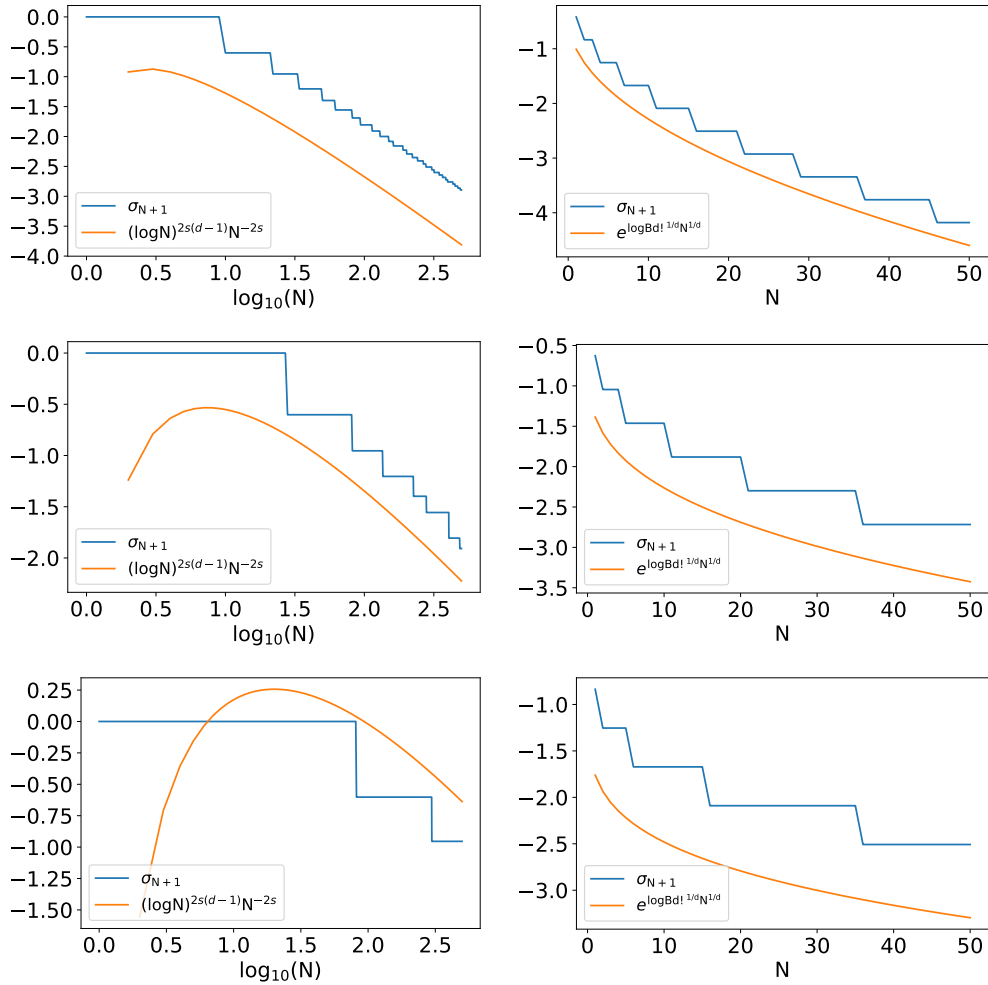 0.0
−0.5
−1.0
−1.5
−2.0
−2.5
−3.0
−3.5
−4.0
σN+1
(logN)2s(d−1)N−2s
0.0 0.5 1.0 1.5 2.0 2.5
log10(N)
−1
−2
−3
−4
σN+1
elogBd! 1/dN1/d
0 10 20 30 40 50
N
0.0
−0.5
−1.0
−1.5
−2.0
σN+1
(logN)2s(d−1)N−2s
0.0 0.5 1.0 1.5 2.0 2.5
log10(N)
−0.5
−1.0
−1.5
−2.0
−2.5
−3.0
−3.5
σN+1
elogBd! 1/dN1/d
0 10 20 30 40 50
N
0.25
0.00
−0.25
−0.50
−0.75
−1.00
−1.25
−1.50
σN+1
(logN)2s(d−1)N−2s
0.0 0.5 1.0 1.5 2.0 2.5
log10(N)
−1.0
−1.5
−2.0
−2.5
−3.0
σN+1
elogBd! 1/dN1/d
0 10 20 30 40 50
N